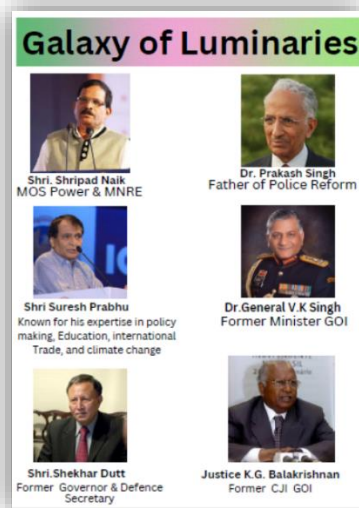 Galaxy of Luminaries
Shri. Shripad Naik
MOS Power & MNRE
Dr. Prakash Singh
Father of Police Reform
Shri Suresh Prabhu
Known for his expertise in policy
making, Education, international
Trade, and climate change
Dr.General V.K Singh
Former Minister GOI
Shri.Shekhar Dutt
Former Governor & Defence
Secretary
Justice K.G. Balakrishnan
Former CJI GOI